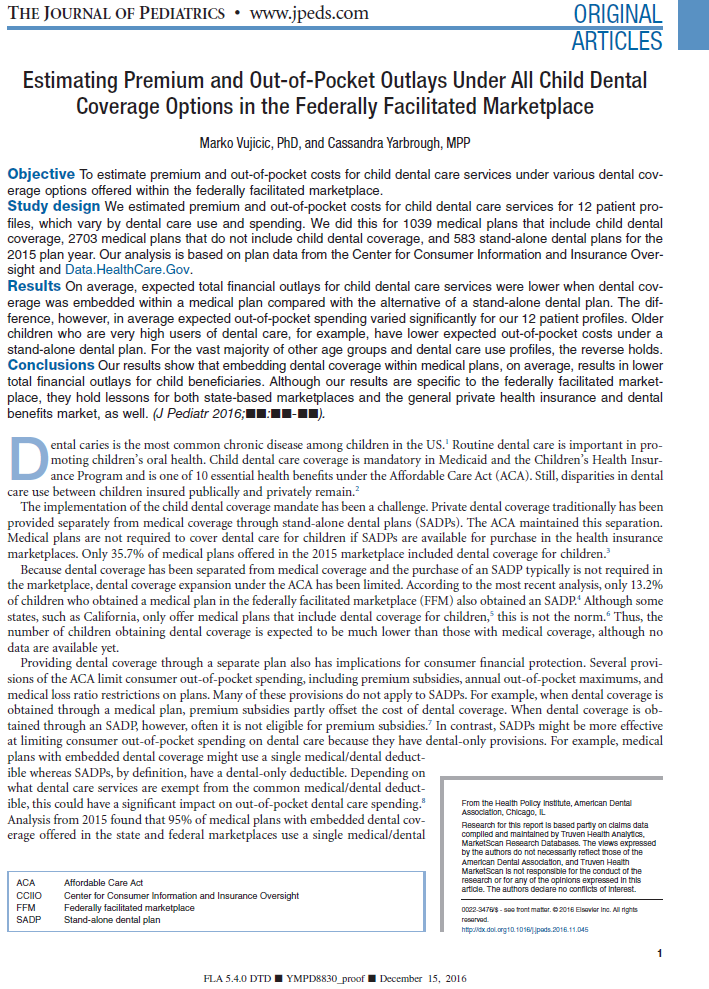 THE JOURNAL OF PEDIATRICS • www.jpeds.com
ORIGINAL
ARTICLES
Estimating Premium and Out-of-Pocket Outlays Under All Child Dental
Coverage Options in the Federally Facilitated Marketplace
Marko Vujicic, PhD, and Cassandra Yarbrough, MPP
Objective To estimate premium and out-of-pocket costs for child dental care services under various dental cov-
erage options offered within the federally facilitated marketplace.
Study design We estimated premium and out-of-pocket costs for child dental care services for 12 patient pro-
files, which vary by dental care use and spending. We did this for 1039 medical plans that include child dental
coverage, 2703 medical plans that do not include child dental coverage, and 583 stand-alone dental plans for the
2015 plan year. Our analysis is based on plan data from the Center for Consumer Information and Insurance Over-
sight and Data.HealthCare.Gov.
Results On average, expected total financial outlays for child dental care services were lower when dental cov-
erage was embedded within a medical plan compared with the alternative of a stand-alone dental plan. The dif-
ference, however, in average expected out-of-pocket spending varied significantly for our 12 patient profiles. Older
children who are very high users of dental care, for example, have lower expected out-of-pocket costs under a
stand-alone dental plan. For the vast majority of other age groups and dental care use profiles, the reverse holds.
Conclusions Our results show that embedding dental coverage within medical plans, on average, results in lower
total financial outlays for child beneficiaries. Although our results are specific to the federally facilitated market-
place, they hold lessons for both state-based marketplaces and the general private health insurance and dental
benefits market, as well. (J Pediatr 2016;■■:■■-■■).
Dental caries is the most common chronic disease among children in the US.¹ Routine dental care is important in pro-
moting children's oral health. Child dental care coverage is mandatory in Medicaid and the Children's Health Insur-
ance Program and is one of 10 essential health benefits under the Affordable Care Act (ACA). Still, disparities in dental
care use between children insured publically and privately remain.²
The implementation of the child dental coverage mandate has been a challenge. Private dental coverage traditionally has been
provided separately from medical coverage through stand-alone dental plans (SADPs). The ACA maintained this separation.
Medical plans are not required to cover dental care for children if SADPs are available for purchase in the health insurance
marketplaces. Only 35.7% of medical plans offered in the 2015 marketplace included dental coverage for children.³
Because dental coverage has been separated from medical coverage and the purchase of an SADP typically is not required in
the marketplace, dental coverage expansion under the ACA has been limited. According to the most recent analysis, only 13.2%
of children who obtained a medical plan in the federally facilitated marketplace (FFM) also obtained an SADP.⁴ Although some
states, such as California, only offer medical plans that include dental coverage for children,⁵ this is not the norm.⁶ Thus, the
number of children obtaining dental coverage is expected to be much lower than those with medical coverage, although no
data are available yet.
Providing dental coverage through a separate plan also has implications for consumer financial protection. Several provi-
sions of the ACA limit consumer out-of-pocket spending, including premium subsidies, annual out-of-pocket maximums, and
medical loss ratio restrictions on plans. Many of these provisions do not apply to SADPs. For example, when dental coverage is
obtained through a medical plan, premium subsidies partly offset the cost of dental coverage. When dental coverage is ob-
tained through an SADP, however, often it is not eligible for premium subsidies.⁷ In contrast, SADPs might be more effective
at limiting consumer out-of-pocket spending on dental care because they have dental-only provisions. For example, medical
plans with embedded dental coverage might use a single medical/dental deduct-
ible whereas SADPs, by definition, have a dental-only deductible. Depending on
what dental care services are exempt from the common medical/dental deduct-
ible, this could have a significant impact on out-of-pocket dental care spending.⁸
Analysis from 2015 found that 95% of medical plans with embedded dental cov-
erage offered in the state and federal marketplaces use a single medical/dental
ACA Affordable Care Act
CCIIO Center for Consumer Information and Insurance Oversight
FFM Federally facilitated marketplace
SADP Stand-alone dental plan
From the Health Policy Institute, American Dental
Association, Chicago, IL
Research for this report is based partly on claims data
compiled and maintained by Truven Health Analytics,
MarketScan Research Databases. The views expressed
by the authors do not necessarily reflect those of the
American Dental Association, and Truven Health
MarketScan is not responsible for the conduct of the
research or for any of the opinions expressed in this
article. The authors declare no conflicts of interest.
0022-3476/$ - see front matter. © 2016 Elsevier Inc. All rights
reserved.
http://dx.doi.org10.1016/j.jpeds.2016.11.045
1
FLA 5.4.0 DTD ■ YMPD8830_proof ■ December 15, 2016